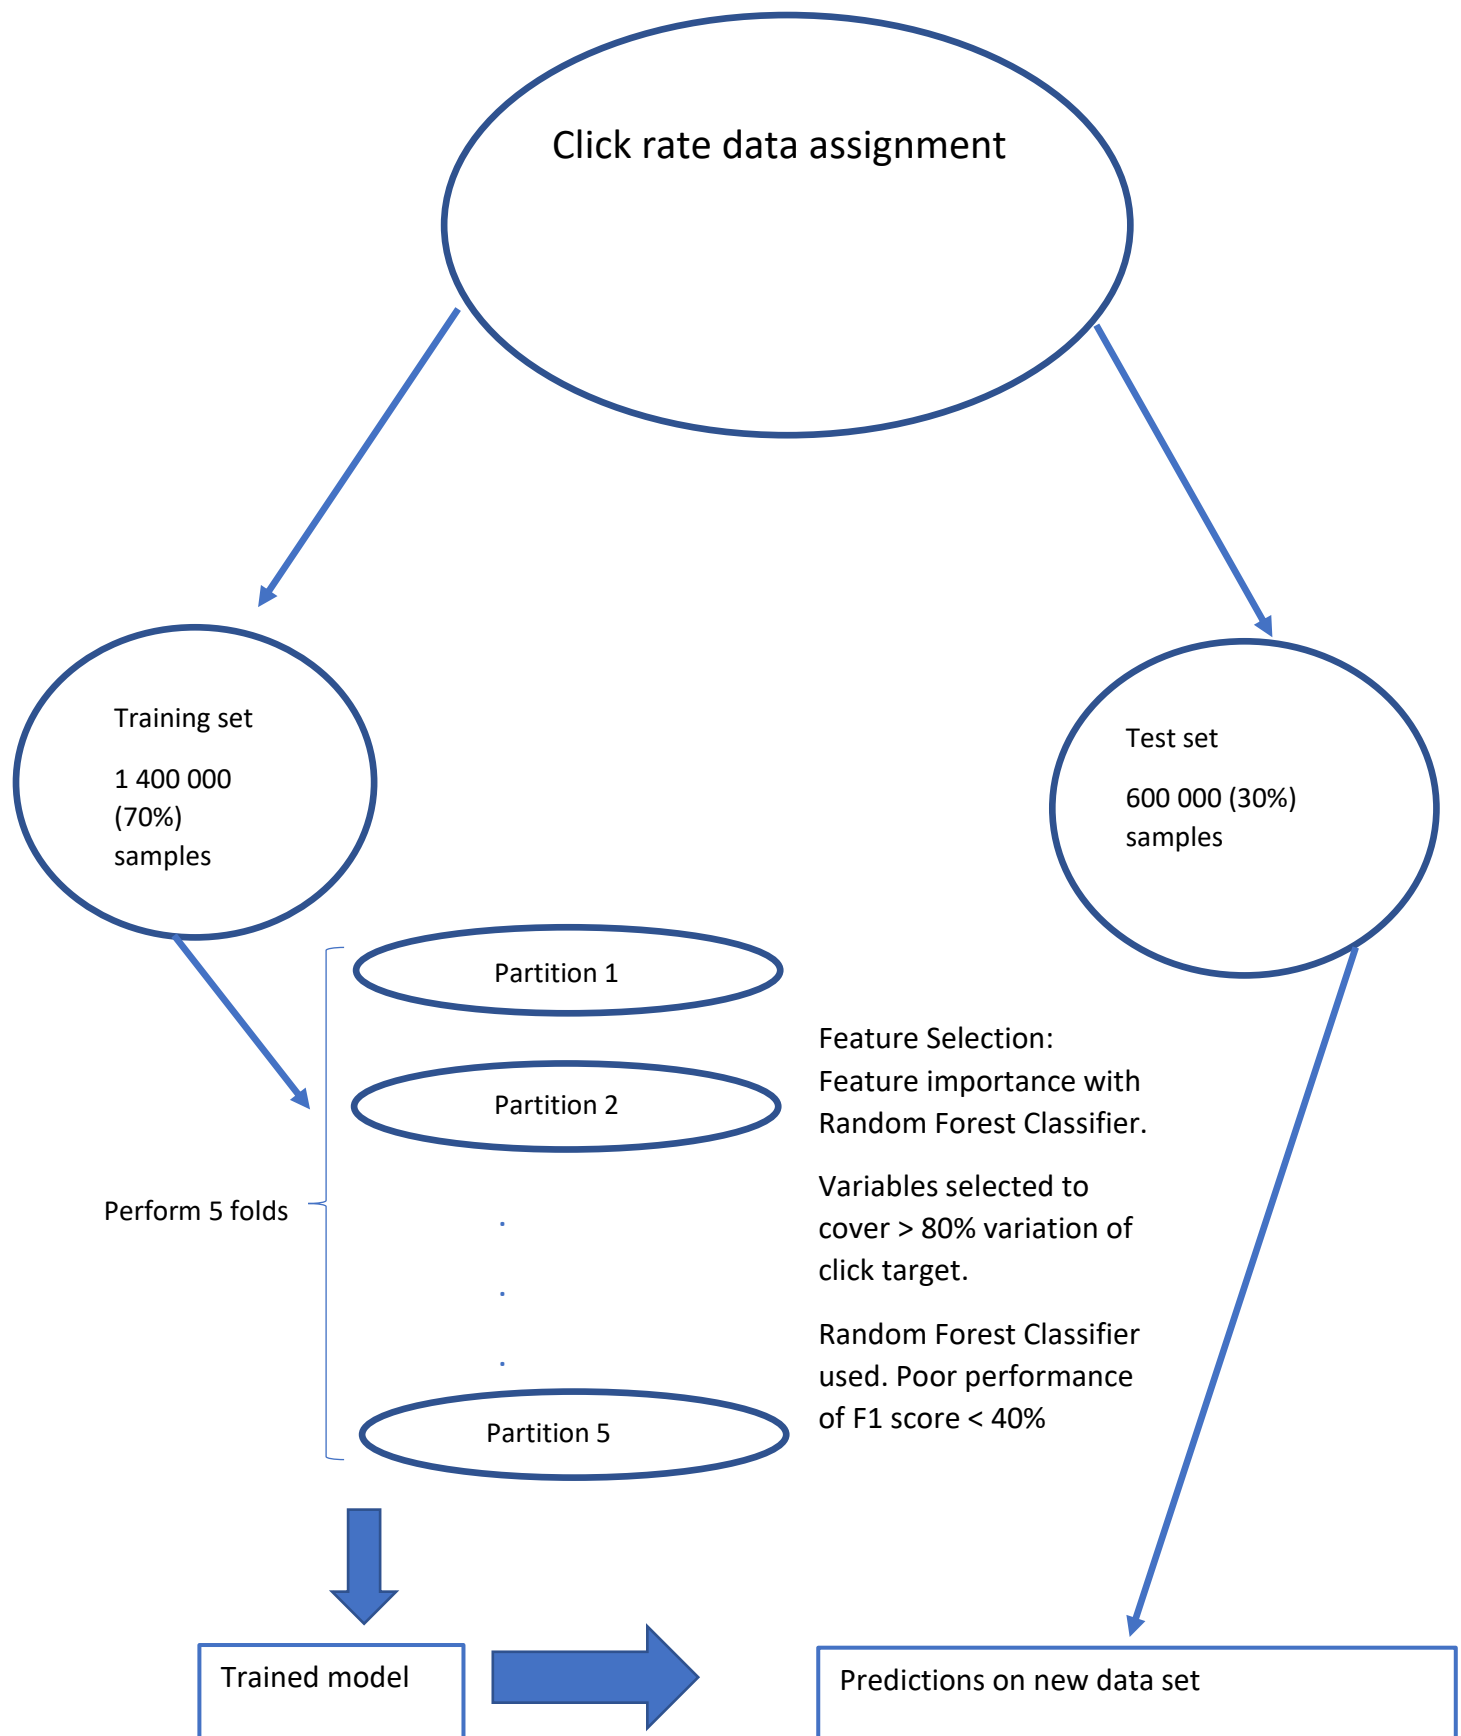 Click rate data assignment
Training set
1 400 000
(70%)
samples
Test set
600 000 (30%)
samples
Partition 1
Partition 2
.
.
.
Partition 5
Perform 5 folds
Feature Selection:
Feature importance with
Random Forest Classifier.
Variables selected to
cover > 80% variation of
click target.
Random Forest Classifier
used. Poor performance
of F1 score < 40%
Trained model
Predictions on new data set